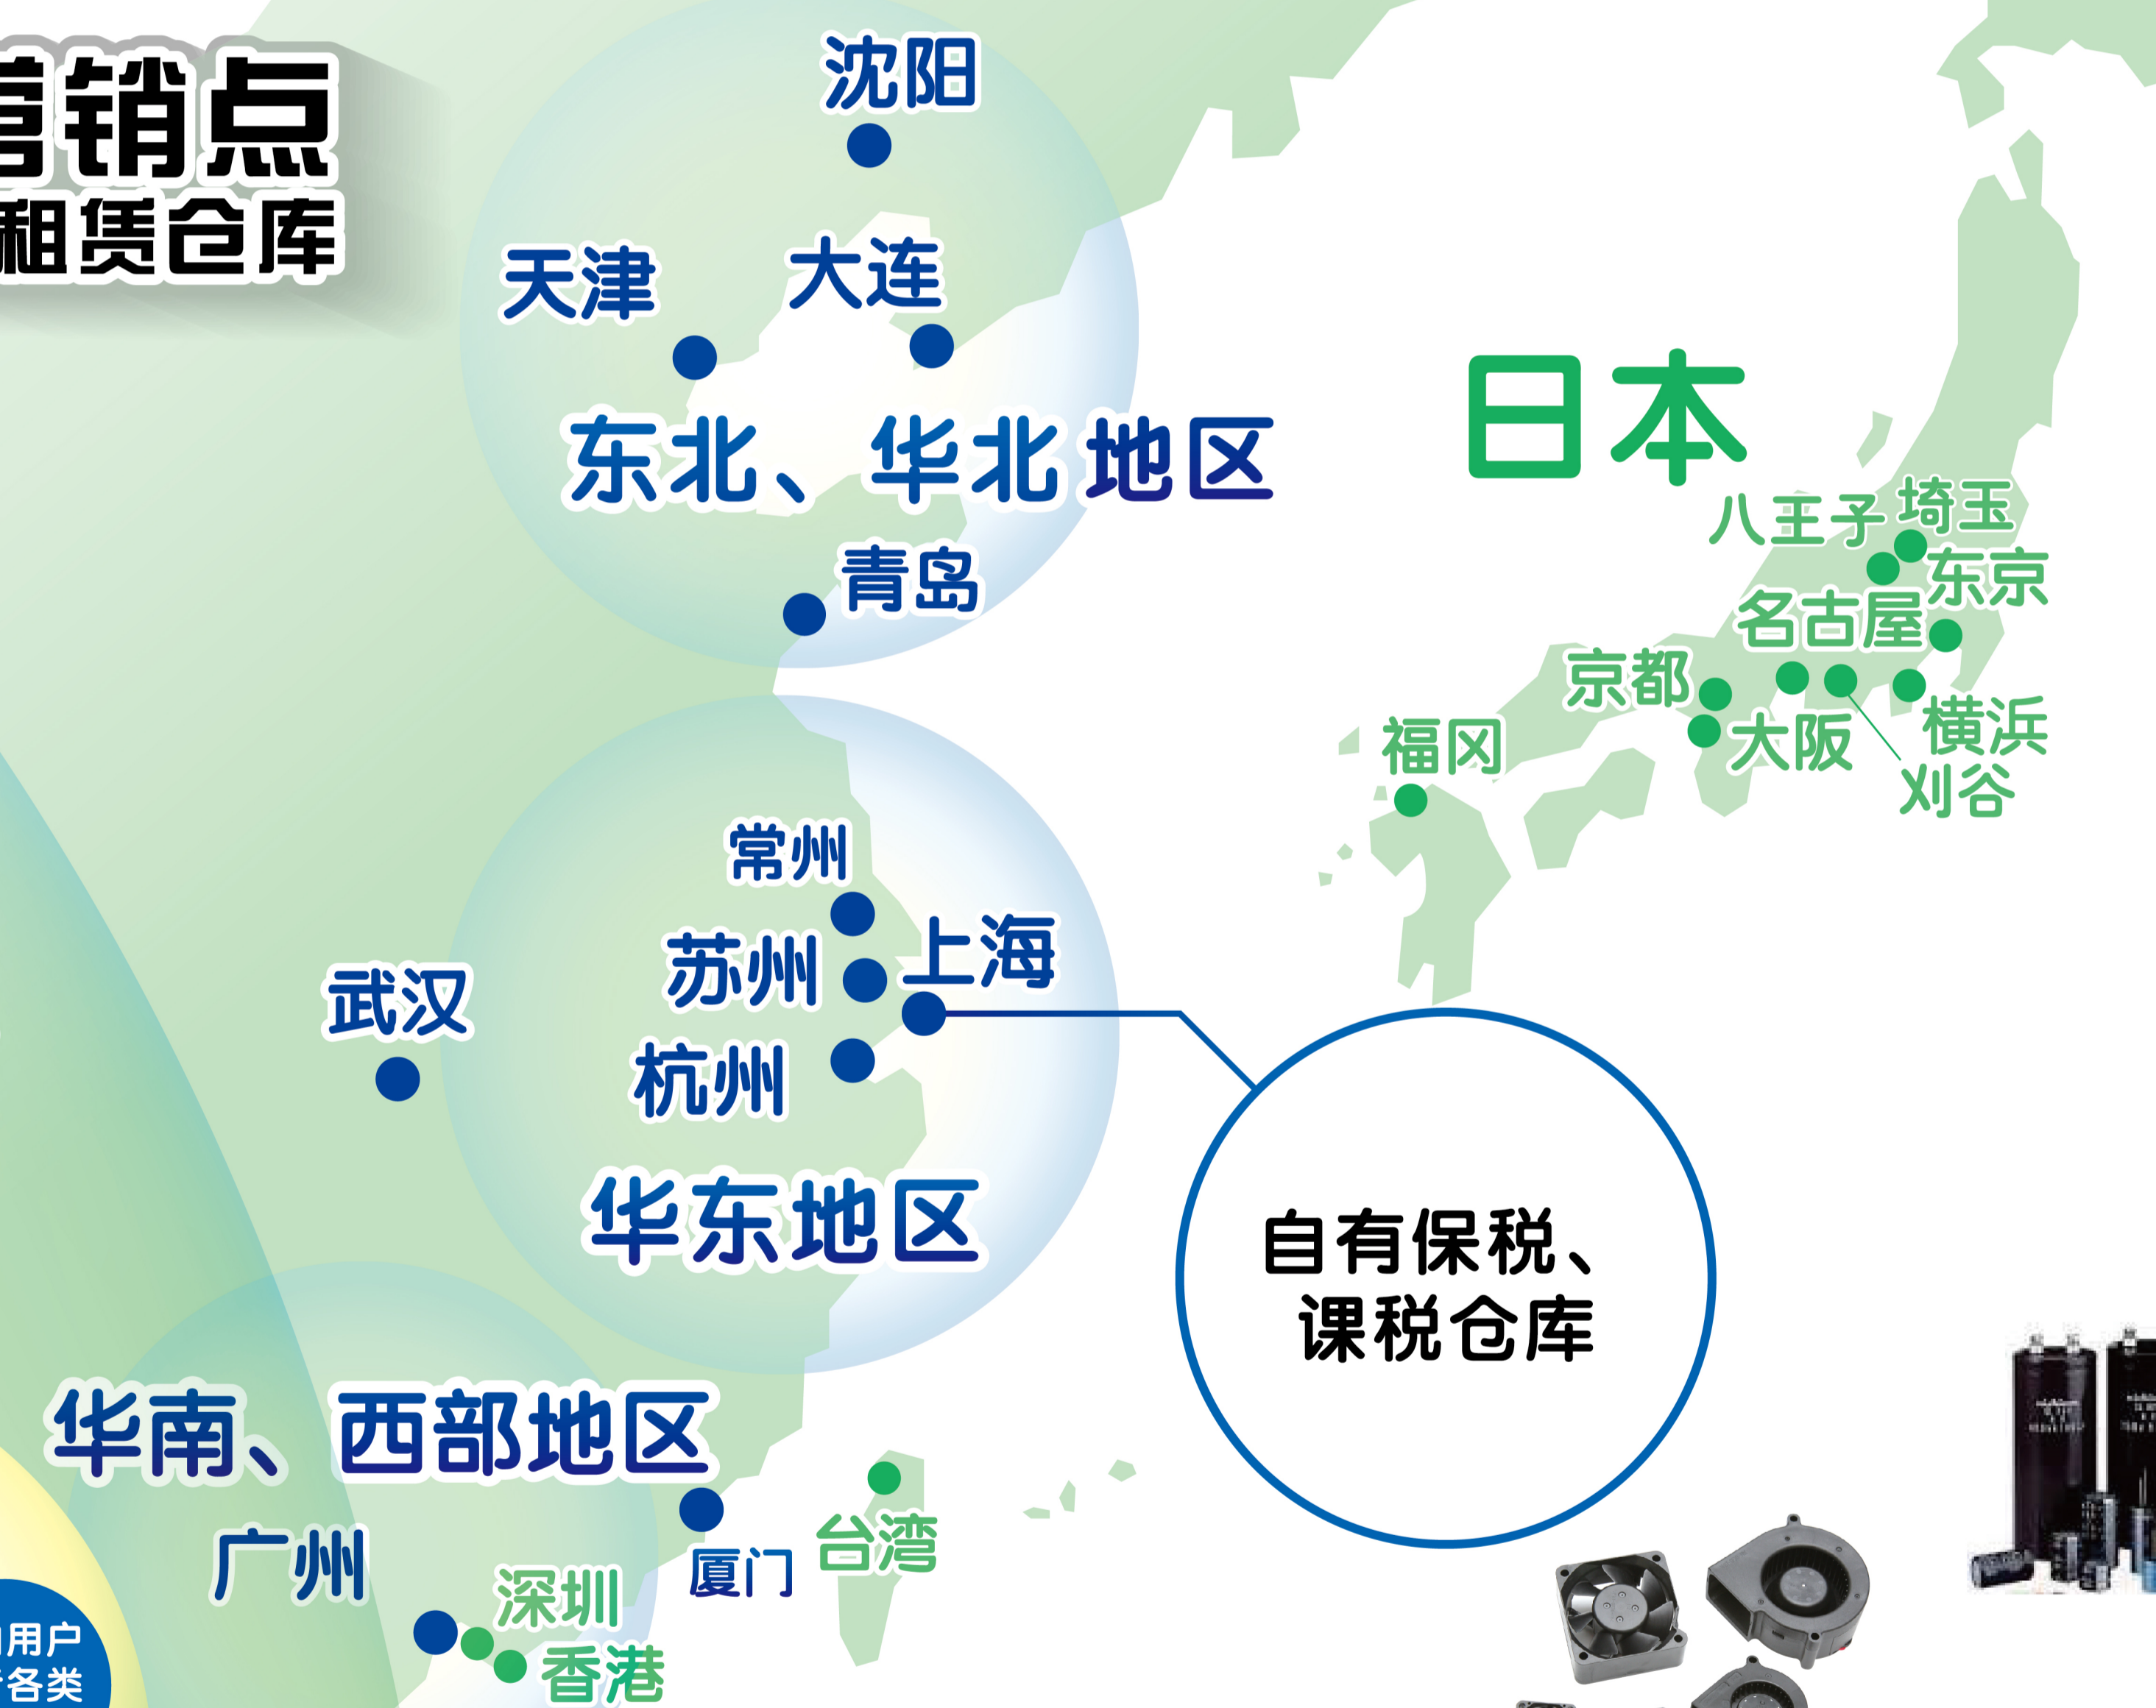 营销点
租赁仓库
沈阳
天津
大连
东北、华北地区
青岛
日本
八王子
埼玉
东京
名古屋
京都
横浜
大阪
福冈
刈谷
常州
苏州
上海
武汉
杭州
华东地区
自有保税、
课税仓库
华南、西部地区
广州
厦门
台湾
深圳
香港
用户
各类